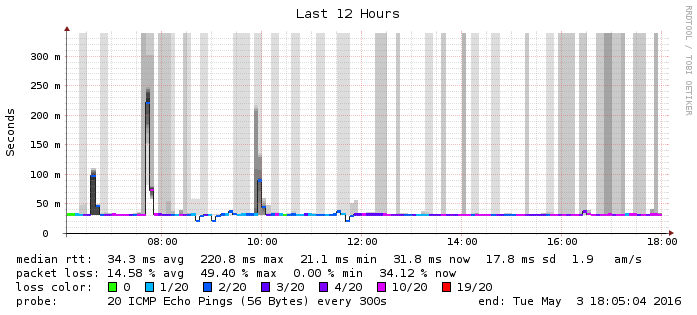 Last 12 Hours
RRDTOOL / TOBI OETIKER
Seconds
300 m
250 m
200 m
150 m
100 m
50 m
0
08:00 10:00 12:00 14:00 16:00 18:00
median rtt: 34.3 ms avg 220.8 ms max 21.1 ms min 31.8 ms now 17.8 ms sd 1.9 am/s
packet loss: 14.58 % avg 49.40 % max 0.00 % min 34.12 % now
loss color: 0 1/20 2/20 3/20 4/20 10/20 19/20
probe: 20 ICMP Echo Pings (56 Bytes) every 300s end: Tue May 3 18:05:04 2016